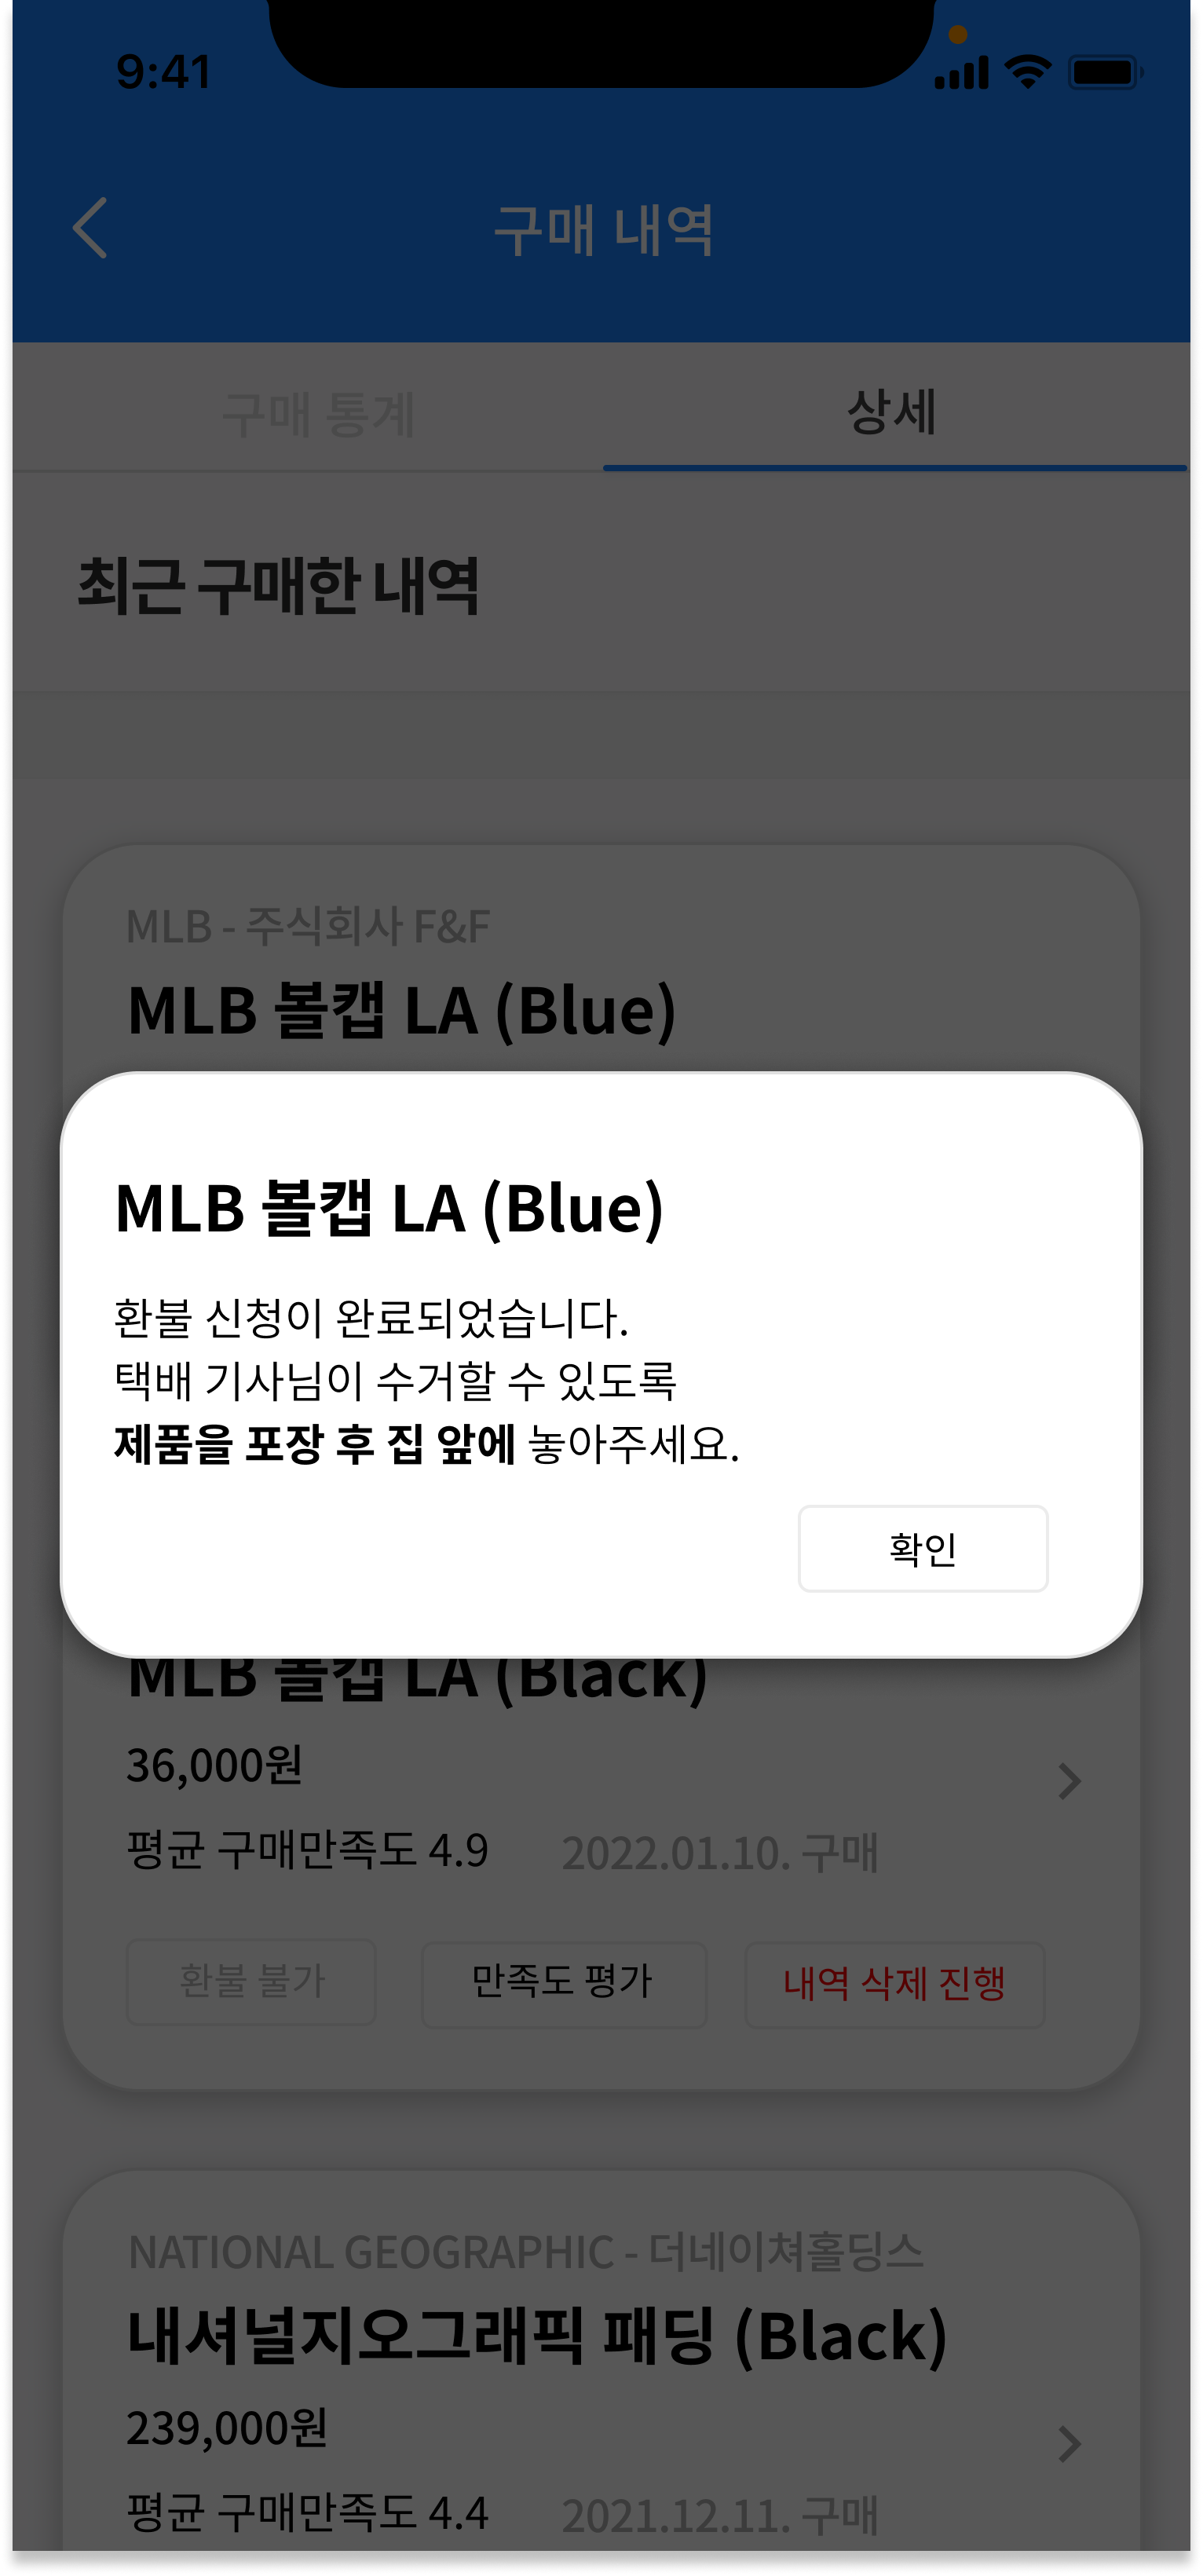 9:41
구매 내역
구매 통계
상세
최근 구매한 내역
MLB - 주식회사 F&F
MLB 볼캡 LA (Blue)
MLB 볼캡 LA (Blue)
환불 신청이 완료되었습니다.
택배 기사님이 수거할 수 있도록
제품을 포장 후 집 앞에 놓아주세요.
확인
MLB 볼캡 LA (Black)
36,000원
평균 구매만족도 4.9 2022.01.10. 구매
환불 불가 만족도 평가 내역 삭제 진행
NATIONAL GEOGRAPHIC - 더네이쳐홀딩스
내셔널지오그래픽 패딩 (Black)
239,000원
평균 구매만족도 4.4 2021.12.11. 구매